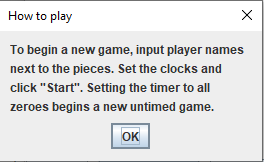 How to play
To begin a new game, input player names
next to the pieces. Set the clocks and
click "Start". Setting the timer to all
zeroes begins a new untimed game.
OK